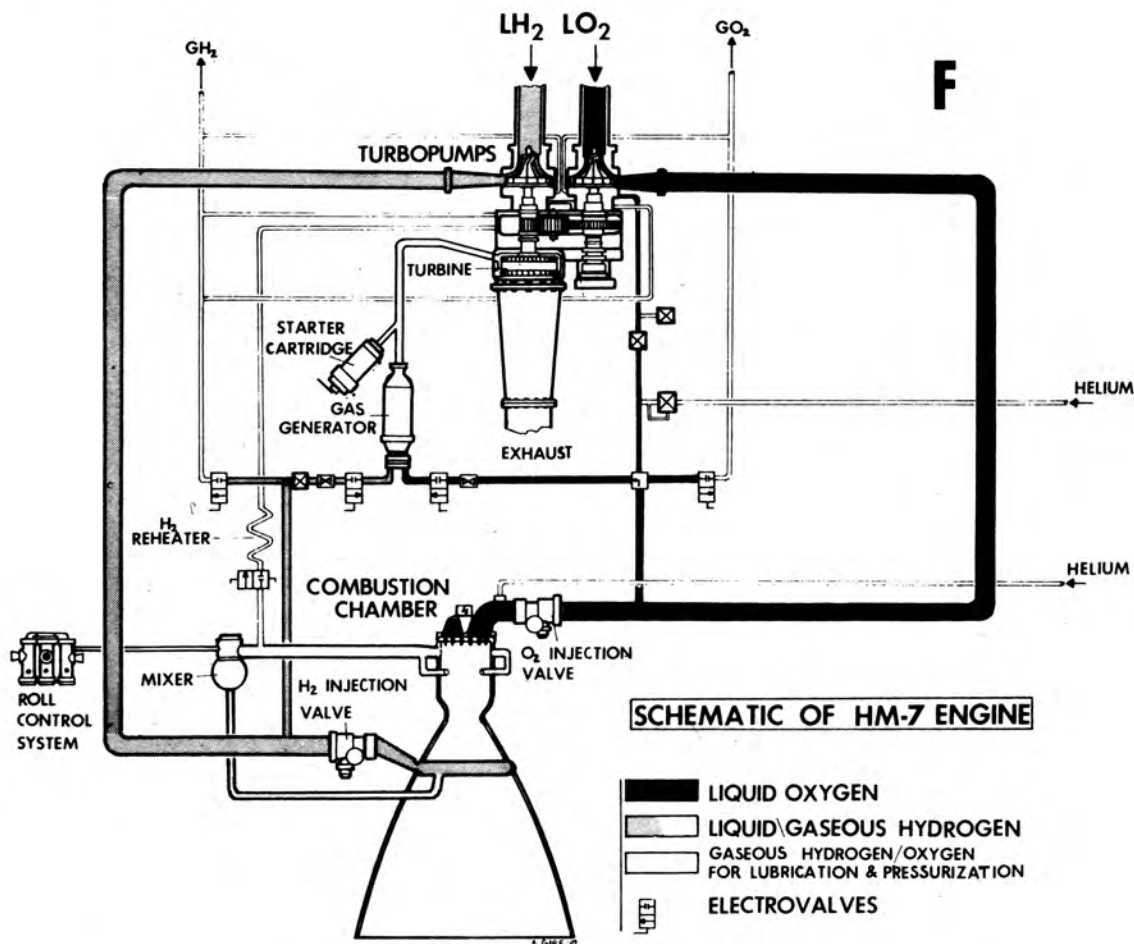 LH₂ LO₂
GH₂
GO₂
F
TURBOPUMPS
TURBINE
STARTER
CARTRIDGE
GAS
GENERATOR
EXHAUST
HELIUM
H₂
REHEATER
COMBUSTION
CHAMBER
HELIUM
O₂ INJECTION
VALVE
MIXER
H₂ INJECTION
VALVE
ROLL
CONTROL
SYSTEM
SCHEMATIC OF HM-7 ENGINE
LIQUID OXYGEN
LIQUID\GASEOUS HYDROGEN
GASEOUS HYDROGEN/OXYGEN
FOR LUBRICATION & PRESSURIZATION
ELECTROVALVES